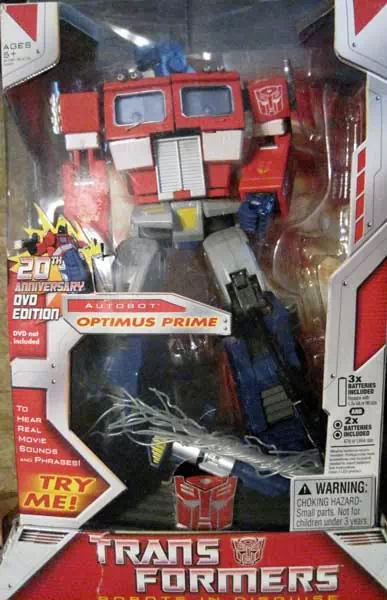 AGES
5+
20TH
ANNIVERSARY
DVD
EDITION
DVD not
included
AUTOBOT®
OPTIMUS PRIME
TO
HEAR
REAL
MOVIE
SOUNDS
AND PHRASES!
TRY
ME!
3x
BATTERIES
INCLUDED
AND
2x
BATTERIES
INCLUDED
WARNING:
CHOKING HAZARD-
Small parts. Not for
children under 3 years.
TRANSFORMERS
ROBOTS IN DISGUISE